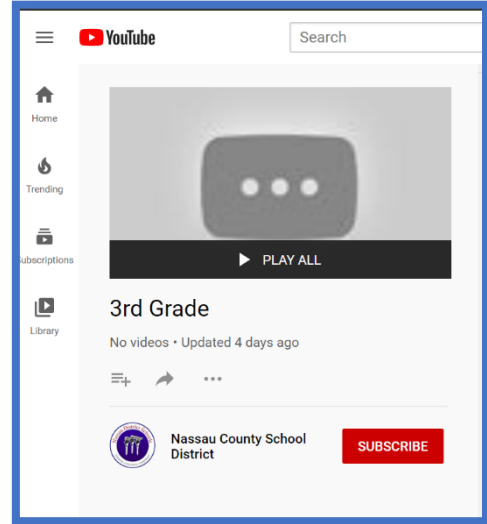 YouTube
Search
Home
Trending
Subscriptions
Library
PLAY ALL
3rd Grade
No videos • Updated 4 days ago
Nassau County School
District
SUBSCRIBE